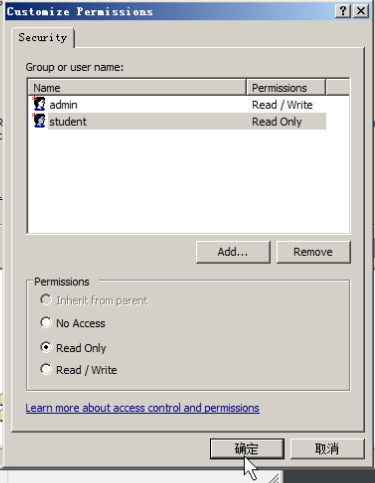 Customize Permissions
Security
Group or user name:
Name Permissions
admin Read / Write
student Read Only
Add... Remove
Permissions
Inherit from parent
No Access
Read Only
Read / Write
Learn more about access control and permissions
确定 取消